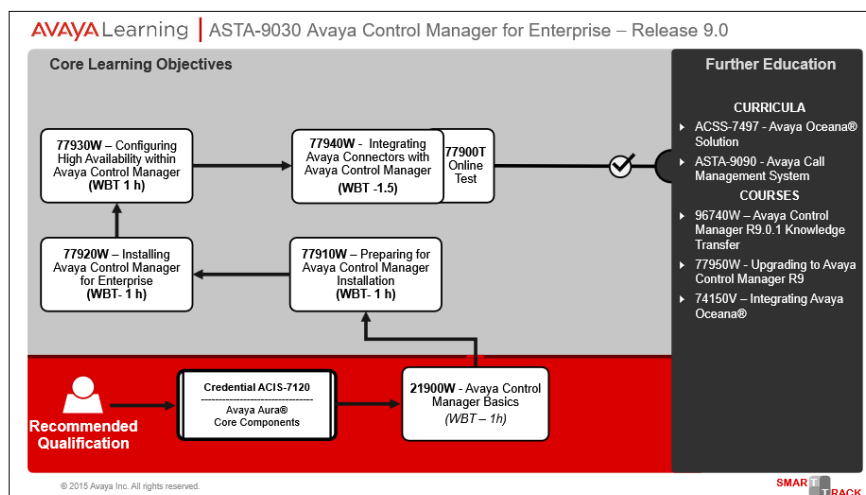 AVAYA Learning | ASTA-9030 Avaya Control Manager for Enterprise – Release 9.0
Core Learning Objectives
77930W – Configuring
High Availability within
Avaya Control Manager
(WBT 1 h)
77940W - Integrating
Avaya Connectors with
Avaya Control Manager
(WBT -1.5)
77900T
Online
Test
77920W – Installing
Avaya Control Manager
for Enterprise
(WBT- 1 h)
77910W – Preparing for
Avaya Control Manager
Installation
(WBT- 1 h)
Recommended
Qualification
Credential ACIS-7120
--------------------------------
Avaya Aura®
Core Components
21900W - Avaya Control
Manager Basics
(WBT – 1h)
Further Education
CURRICULA
ACSS-7497 - Avaya Oceana®
Solution
ASTA-9090 - Avaya Call
Management System
COURSES
96740W – Avaya Control
Manager R9.0.1 Knowledge
Transfer
77950W - Upgrading to Avaya
Control Manager R9
74150V – Integrating Avaya
Oceana®
© 2015 Avaya Inc. All rights reserved.
SMART
TRACK